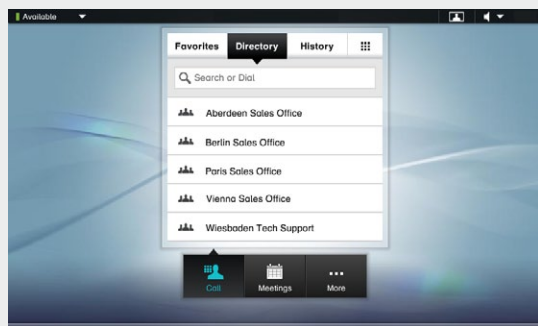 Available
Favorites Directory History
Search or Dial
Aberdeen Sales Office
Berlin Sales Office
Paris Sales Office
Vienna Sales Office
Wiesbaden Tech Support
Call Meetings More